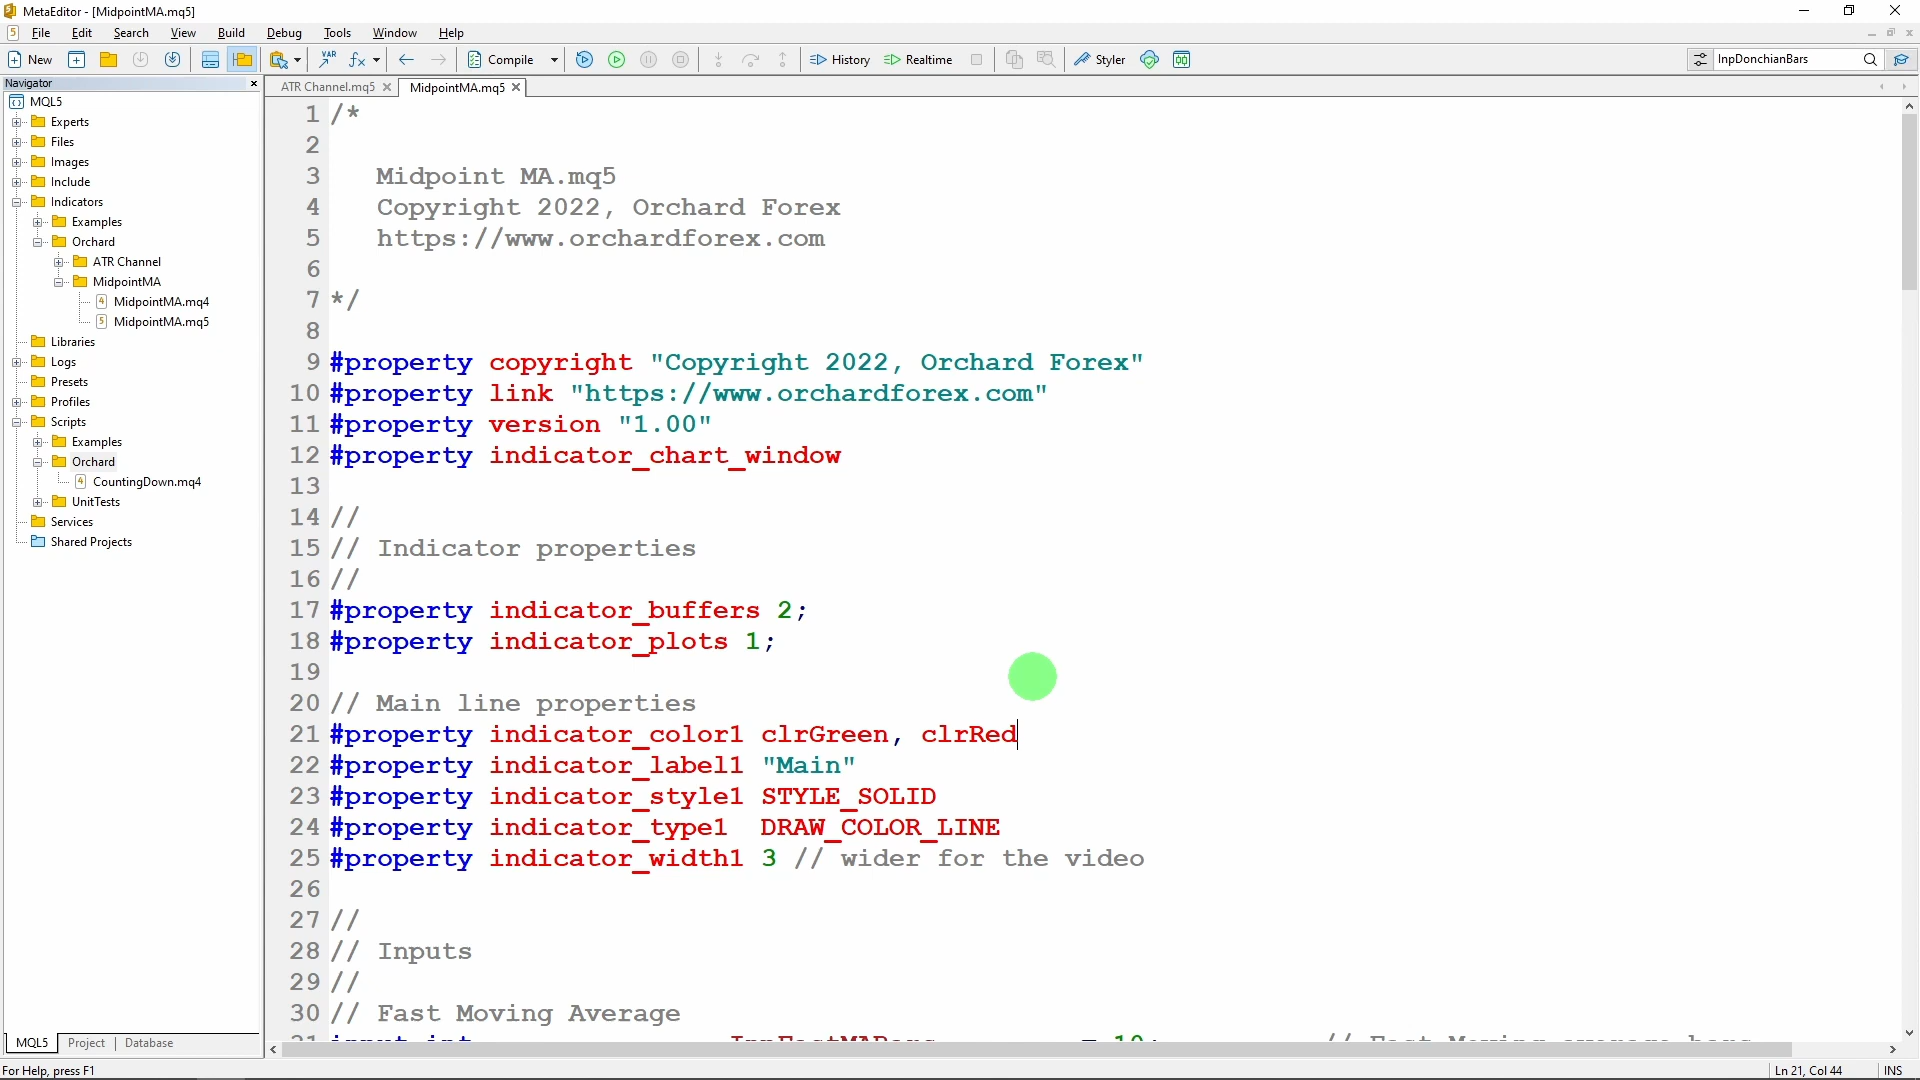 MetaEditor - [MidpointMA.mq5]
File Edit Search View Build Debug Tools Window Help
New VAR Compile History Realtime Styler InpDonchianBars
Navigator
ATR Channel.mq5 MidpointMA.mq5
MQL5
Experts
Files
Images
Include
Indicators
Examples
Orchard
ATR Channel
MidpointMA
MidpointMA.mq4
MidpointMA.mq5
Libraries
Logs
Presets
Profiles
Scripts
Examples
Orchard
CountingDown.mq4
UnitTests
Services
Shared Projects
MQL5 Project Database
1 /*
2
3 Midpoint MA.mq5
4 Copyright 2022, Orchard Forex
5 https://www.orchardforex.com
6
7 */
8
9 #property copyright "Copyright 2022, Orchard Forex"
10 #property link "https://www.orchardforex.com"
11 #property version "1.00"
12 #property indicator_chart_window
13
14 //
15 // Indicator properties
16 //
17 #property indicator_buffers 2;
18 #property indicator_plots 1;
19
20 // Main line properties
21 #property indicator_color1 clrGreen, clrRed
22 #property indicator_label1 "Main"
23 #property indicator_style1 STYLE_SOLID
24 #property indicator_type1 DRAW_COLOR_LINE
25 #property indicator_width1 3 // wider for the video
26
27 //
28 // Inputs
29 //
30 // Fast Moving Average
For Help, press F1
Ln 21, Col 44 INS